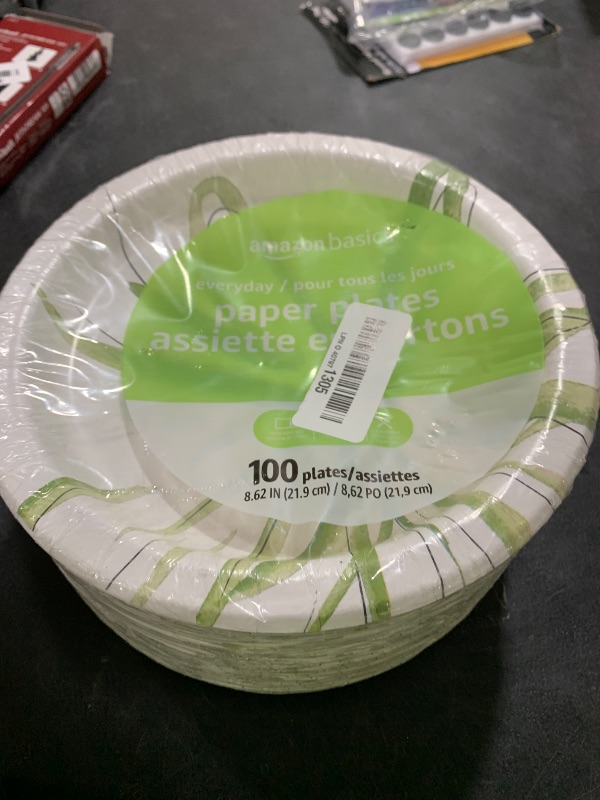 amazon basics
everyday / pour tous les jours
paper plates
assiette en cartons
1305
100 plates/assiettes
8.62 IN (21.9 cm) / 8,62 PO (21,9 cm)